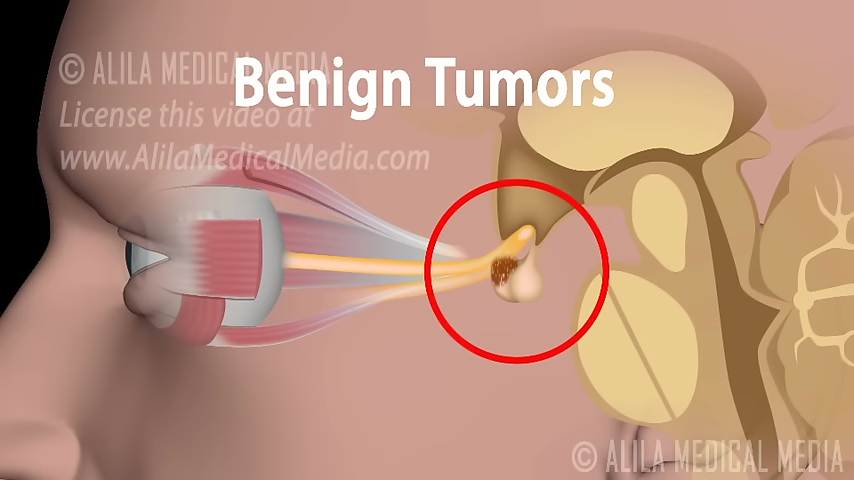 © ALILA MEDICAL MEDIA
Benign Tumors
License this video at
www.AlilaMedicalMedia.com
© ALILA MEDICAL MEDIA